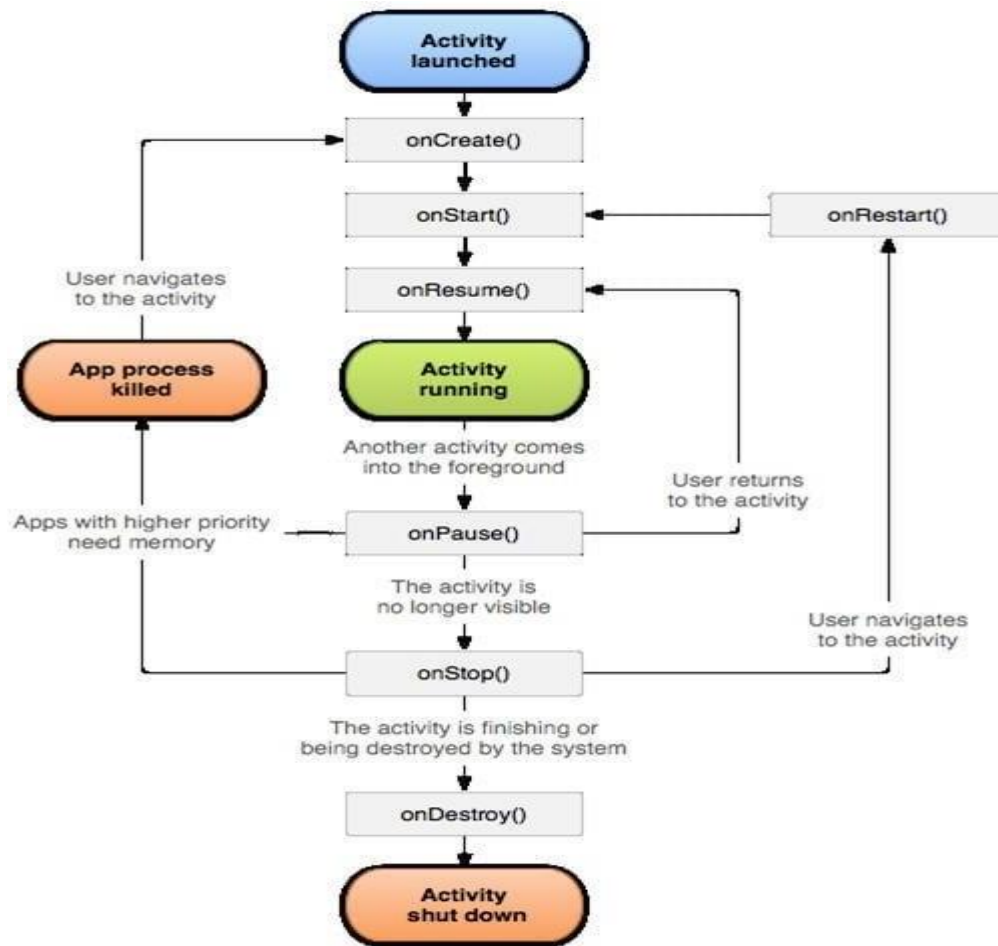 Activity
launched
onCreate()
onStart()
onRestart()
User navigates
to the activity
onResume()
App process
killed
Activity
running
Another activity comes
into the foreground
User returns
to the activity
Apps with higher priority
need memory
onPause()
The activity is
no longer visible
User navigates
to the activity
onStop()
The activity is finishing or
being destroyed by the system
onDestroy()
Activity
shut down